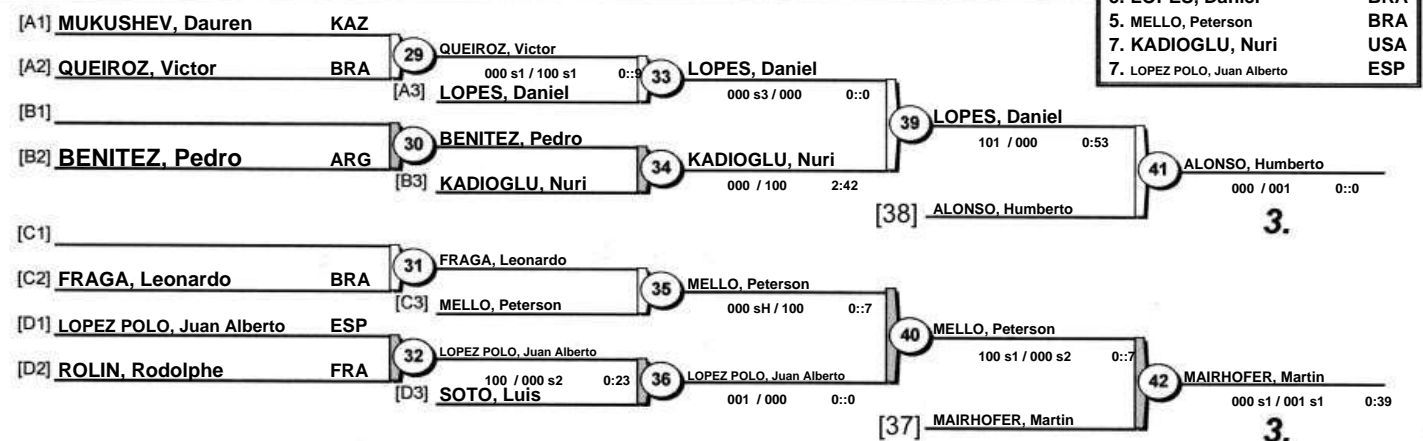 5. LOPES, Daniel BRA
5. MELLO, Peterson BRA
7. KADIOGLU, Nuri USA
7. LOPEZ POLO, Juan Alberto ESP
[A1] MUKUSHEV, Dauren KAZ
29
QUEIROZ, Victor
[A2] QUEIROZ, Victor BRA
000 s1 / 100 s1 0::9
33
LOPES, Daniel
[A3] LOPES, Daniel
000 s3 / 000 0::0
[B1]
39
LOPES, Daniel
30
BENITEZ, Pedro
101 / 000 0:53
[B2] BENITEZ, Pedro ARG
34
KADIOGLU, Nuri
41
ALONSO, Humberto
[B3] KADIOGLU, Nuri
000 / 100 2:42
000 / 001 0::0
[38] ALONSO, Humberto
3.
[C1]
31
FRAGA, Leonardo
[C2] FRAGA, Leonardo BRA
35
MELLO, Peterson
[C3] MELLO, Peterson
000 sH / 100 0::7
[D1] LOPEZ POLO, Juan Alberto ESP
40
MELLO, Peterson
32
LOPEZ POLO, Juan Alberto
100 s1 / 000 s2 0::7
[D2] ROLIN, Rodolphe FRA
100 / 000 s2 0:23
36
LOPEZ POLO, Juan Alberto
42
MAIRHOFER, Martin
[D3] SOTO, Luis
001 / 000 0::0
000 s1 / 001 s1 0:39
[37] MAIRHOFER, Martin
3.